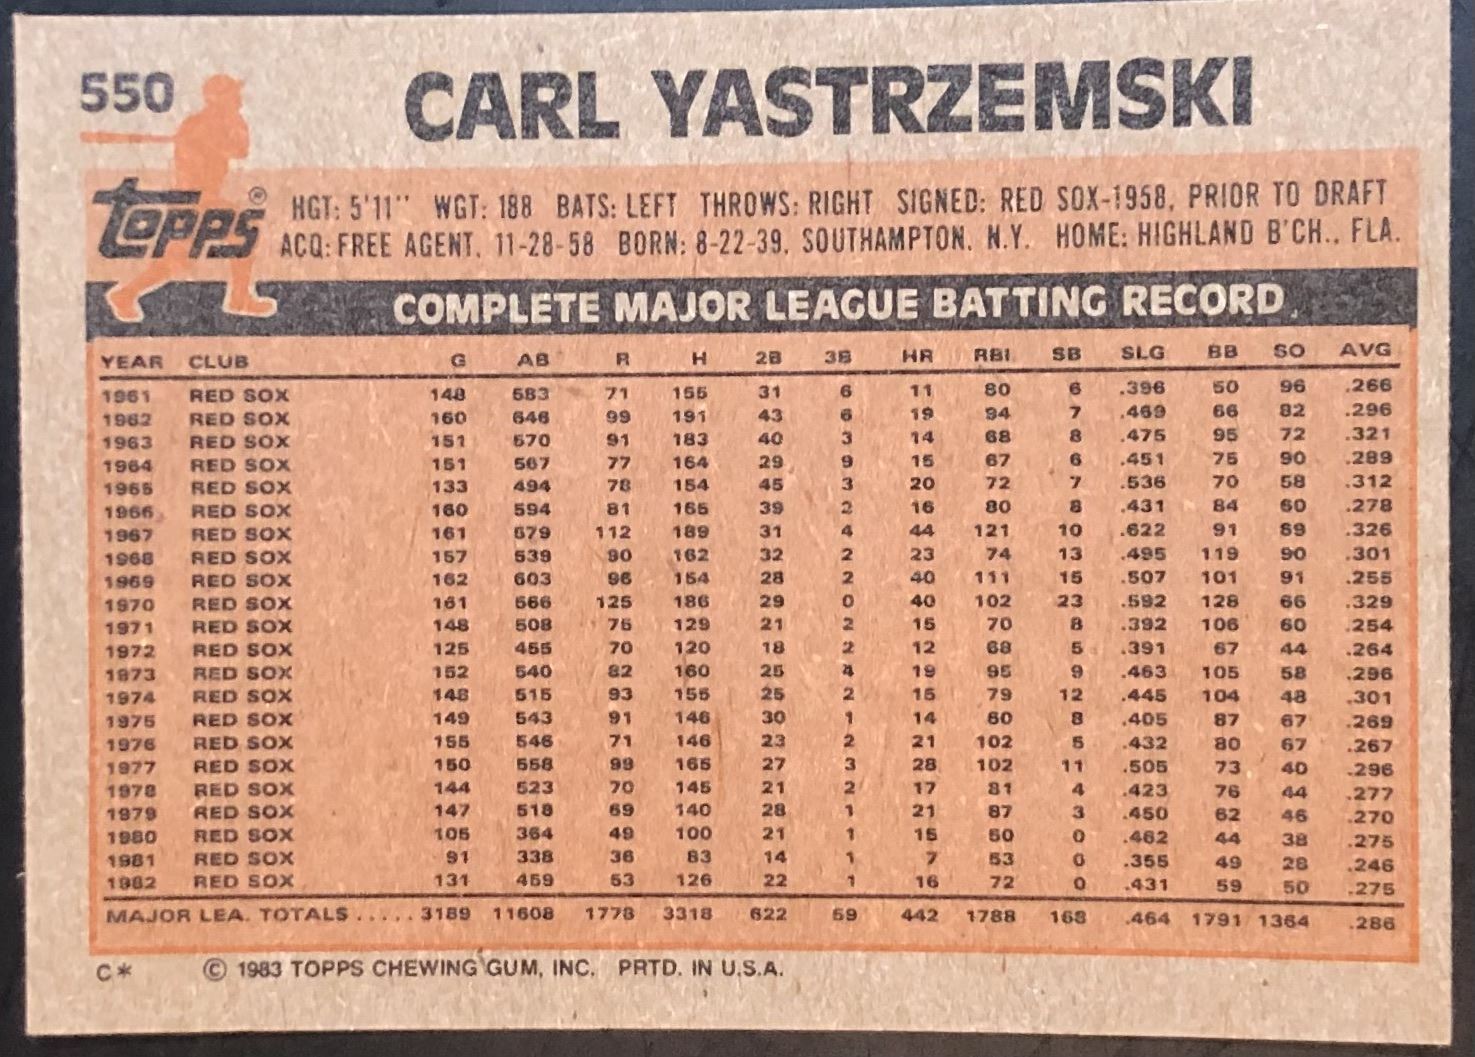 550 CARL YASTRZEMSKI
Topps® HGT: 5'11" WGT: 188 BATS: LEFT THROWS: RIGHT SIGNED: RED SOX-1958, PRIOR TO DRAFT
ACQ: FREE AGENT, 11-28-58 BORN: 8-22-39, SOUTHAMPTON, N.Y. HOME: HIGHLAND B'CH., FLA.
COMPLETE MAJOR LEAGUE BATTING RECORD
YEAR CLUB G AB R H 2B 3B HR RBI SB SLG BB SO AVG
1961 RED SOX 148 583 71 155 31 6 11 80 6 .396 50 96 .266
1962 RED SOX 160 646 99 191 43 6 19 94 7 .469 66 82 .296
1963 RED SOX 151 570 91 183 40 3 14 68 8 .475 95 72 .321
1964 RED SOX 151 567 77 164 29 9 15 67 6 .451 75 90 .289
1965 RED SOX 133 494 78 154 45 3 20 72 7 .536 70 58 .312
1966 RED SOX 160 594 81 165 39 2 16 80 8 .431 84 60 .278
1967 RED SOX 161 579 112 189 31 4 44 121 10 .622 91 69 .326
1968 RED SOX 157 539 90 162 32 2 23 74 13 .495 119 90 .301
1969 RED SOX 162 603 96 154 28 2 40 111 15 .507 101 91 .255
1970 RED SOX 161 566 125 186 29 0 40 102 23 .592 128 66 .329
1971 RED SOX 148 508 75 129 21 2 15 70 8 .392 106 60 .254
1972 RED SOX 125 455 70 120 18 2 12 68 5 .391 67 44 .264
1973 RED SOX 152 540 82 160 25 4 19 95 9 .463 105 58 .296
1974 RED SOX 148 515 93 155 25 2 15 79 12 .445 104 48 .301
1975 RED SOX 149 543 91 146 30 1 14 60 8 .405 87 67 .269
1976 RED SOX 155 546 71 146 23 2 21 102 5 .432 80 67 .267
1977 RED SOX 150 558 99 165 27 3 28 102 11 .505 73 40 .296
1978 RED SOX 144 523 70 145 21 2 17 81 4 .423 76 44 .277
1979 RED SOX 147 518 69 140 28 1 21 87 3 .450 62 46 .270
1980 RED SOX 105 364 49 100 21 1 15 50 0 .462 44 38 .275
1981 RED SOX 91 338 36 83 14 1 7 53 0 .355 49 28 .246
1982 RED SOX 131 459 53 126 22 1 16 72 0 .431 59 50 .275
MAJOR LEA. TOTALS ..... 3189 11608 1778 3318 622 59 442 1788 168 .464 1791 1364 .286
C* © 1983 TOPPS CHEWING GUM, INC. PRTD. IN U.S.A.